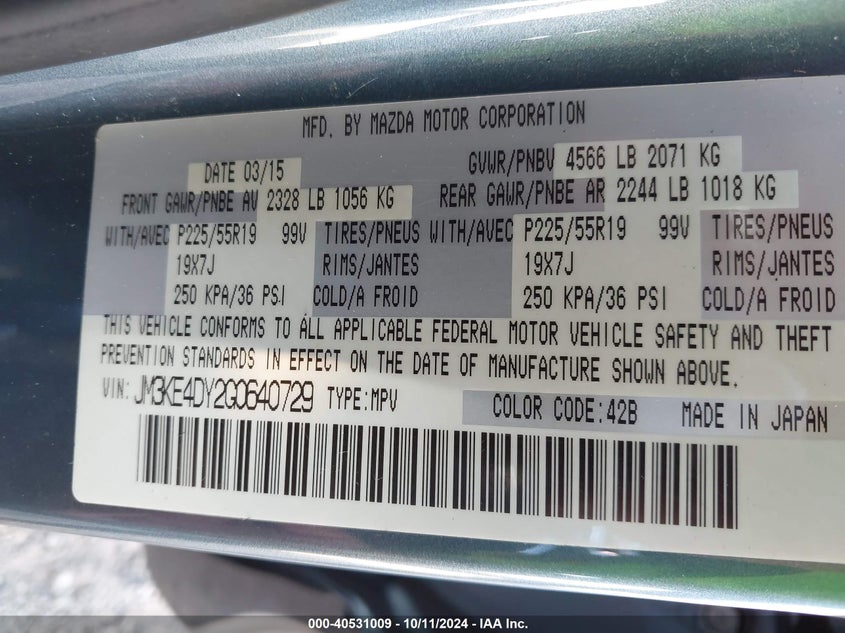 MFD. BY MAZDA MOTOR CORPORATION
DATE 03/15 GVWR/PNBV 4566 LB 2071 KG
FRONT GAWR/PNBE AV 2328 LB 1056 KG REAR GAWR/PNBE AR 2244 LB 1018 KG
WITH/AVEC P225/55R19 99V TIRES/PNEUS WITH/AVEC P225/55R19 99V TIRES/PNEUS
19X7J RIMS/JANTES 19X7J RIMS/JANTES
250 KPA/36 PSI COLD/A FROID 250 KPA/36 PSI COLD/A FROID
THIS VEHICLE CONFORMS TO ALL APPLICABLE FEDERAL MOTOR VEHICLE SAFETY AND THEFT
PREVENTION STANDARDS IN EFFECT ON THE DATE OF MANUFACTURE SHOWN ABOVE.
VIN: JM3KE4DY2G0640729 TYPE:MPV COLOR CODE:42B MADE IN JAPAN
000-40531009 - 10/11/2024 - IAA Inc.